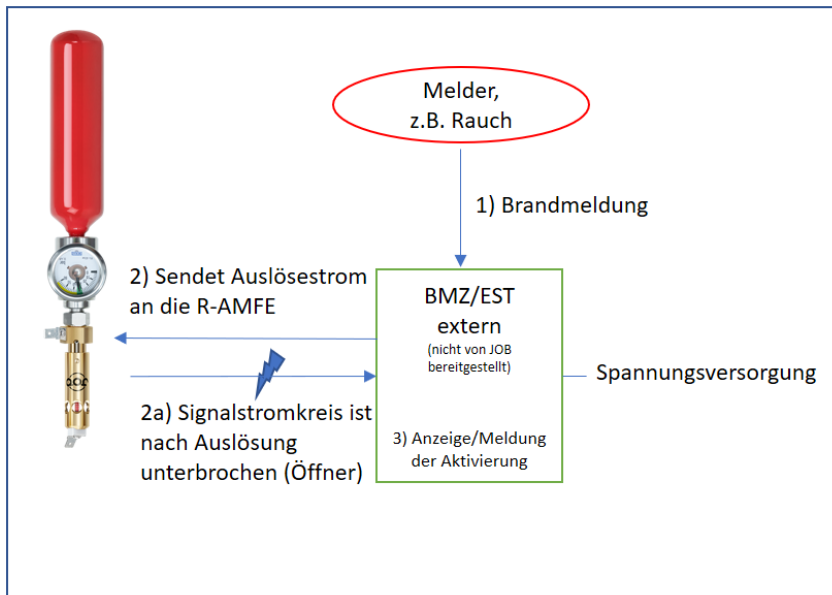 Melder,
z.B. Rauch
1) Brandmeldung
2) Sendet Auslösestrom
an die R-AMFE
BMZ/EST
extern
(nicht von JOB
bereitgestellt)
Spannungsversorgung
2a) Signalstromkreis ist
nach Auslösung
unterbrochen (Öffner)
3) Anzeige/Meldung
der Aktivierung